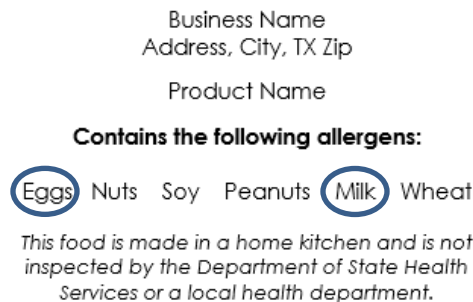 Business Name
Address, City, TX Zip
Product Name
Contains the following allergens:
Eggs Nuts Soy Peanuts Milk Wheat
This food is made in a home kitchen and is not
inspected by the Department of State Health
Services or a local health department.